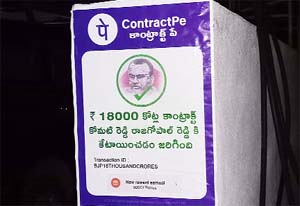 पे
ContractPe
కాంట్రాక్ట్ పే
₹ 18000 కోట్ల కాంట్రాక్ట్
కోమటి రెడ్డి రాజగోపాల్ రెడ్డి కి
కేటాయించడం జరిగింది
Transaction ID :
BJP18THOUSANDCRORES